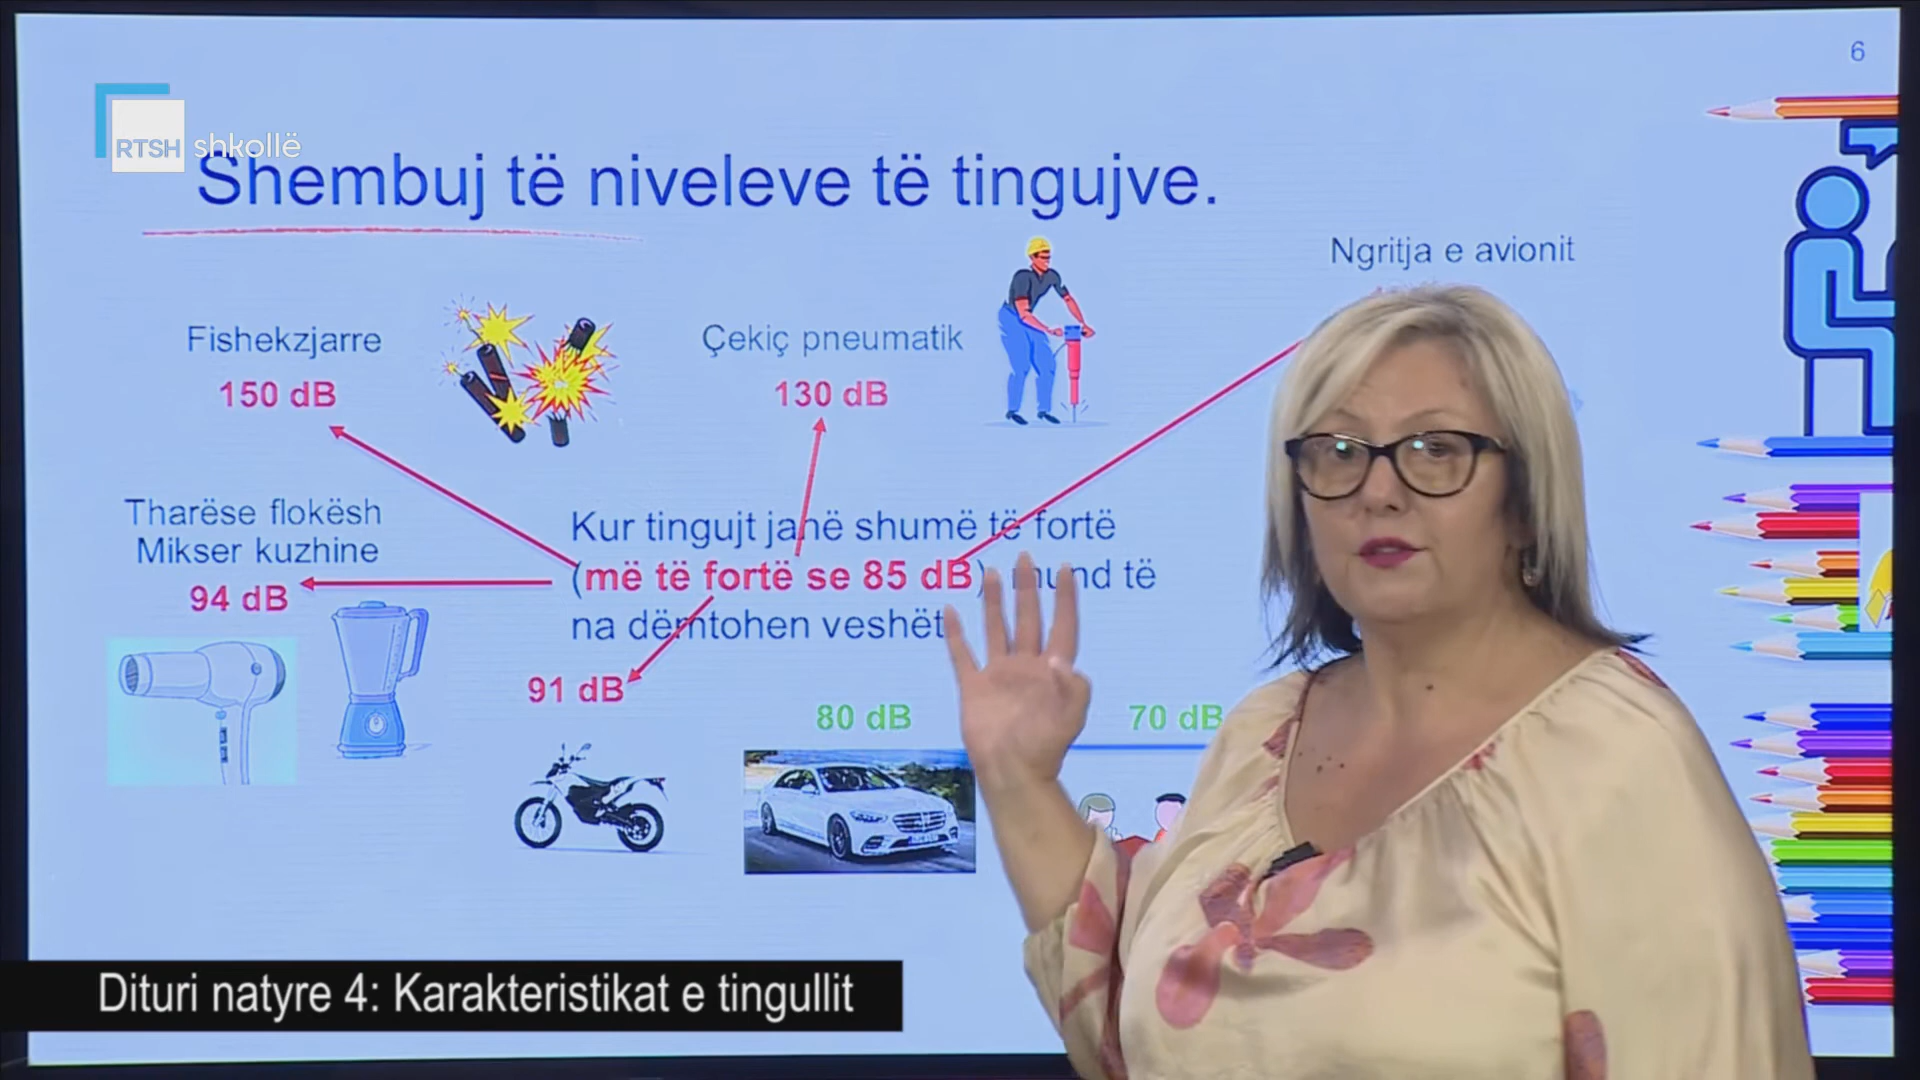 6
RTSH shkollë
Shembuj të niveleve të tingujve.
Ngritja e avionit
Fishekzjarre
150 dB
Çekiç pneumatik
130 dB
Tharëse flokësh
Mikser kuzhine
94 dB
Kur tingujt janë shumë të fortë
(më të fortë se 85 dB) mund të
na dëmtohen veshët
91 dB
80 dB
70 dB
Dituri natyre 4: Karakteristikat e tingullit